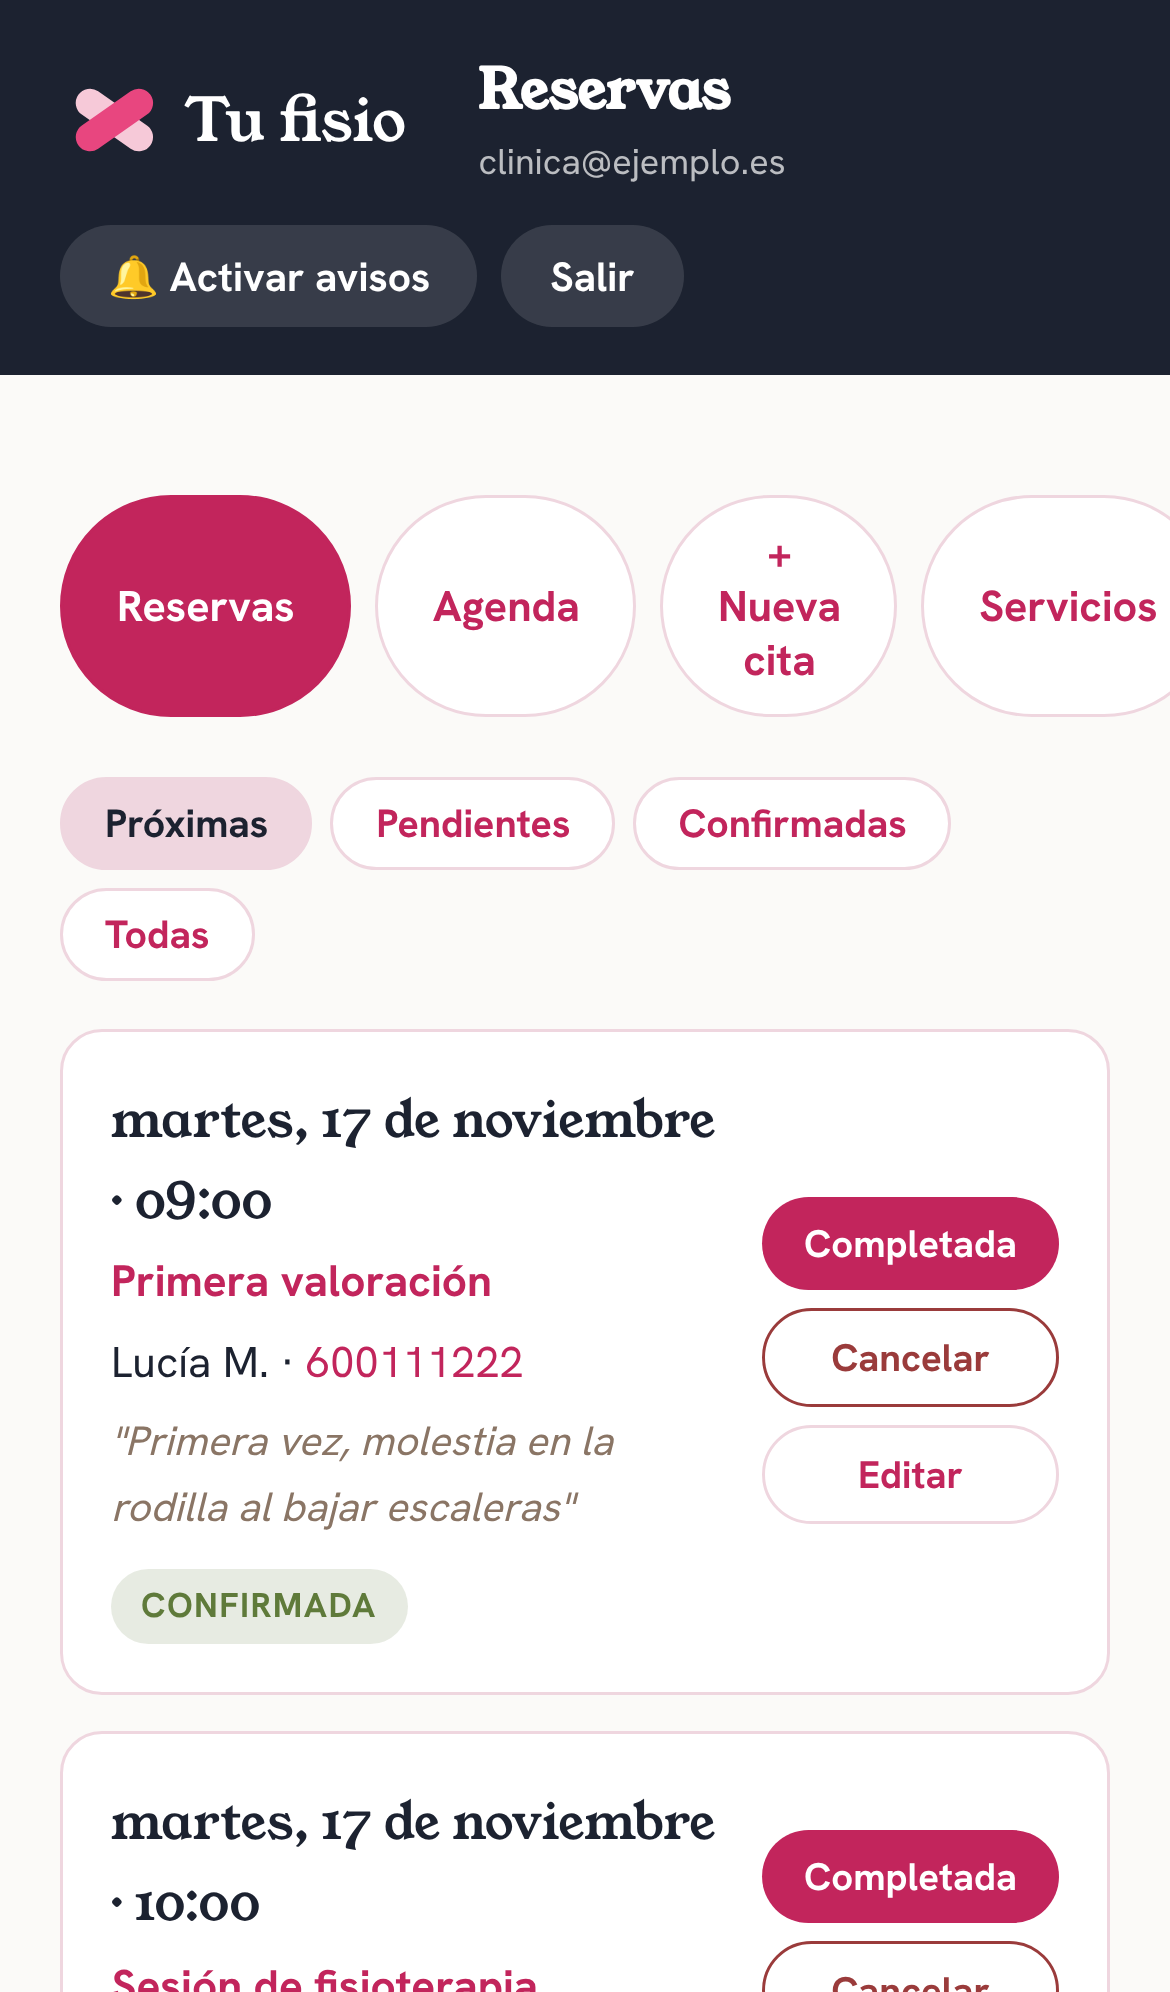 Tu fisio
Reservas
clinica@ejemplo.es
🔔 Activar avisos
Salir
Reservas
Agenda
+
Nueva
cita
Servicios
Próximas
Pendientes
Confirmadas
Todas
martes, 17 de noviembre
· 09:00
Primera valoración
Lucía M. · 600111222
"Primera vez, molestia en la
rodilla al bajar escaleras"
CONFIRMADA
Completada
Cancelar
Editar
martes, 17 de noviembre
· 10:00
Sesión de fisioterapia
Completada
Cancelar